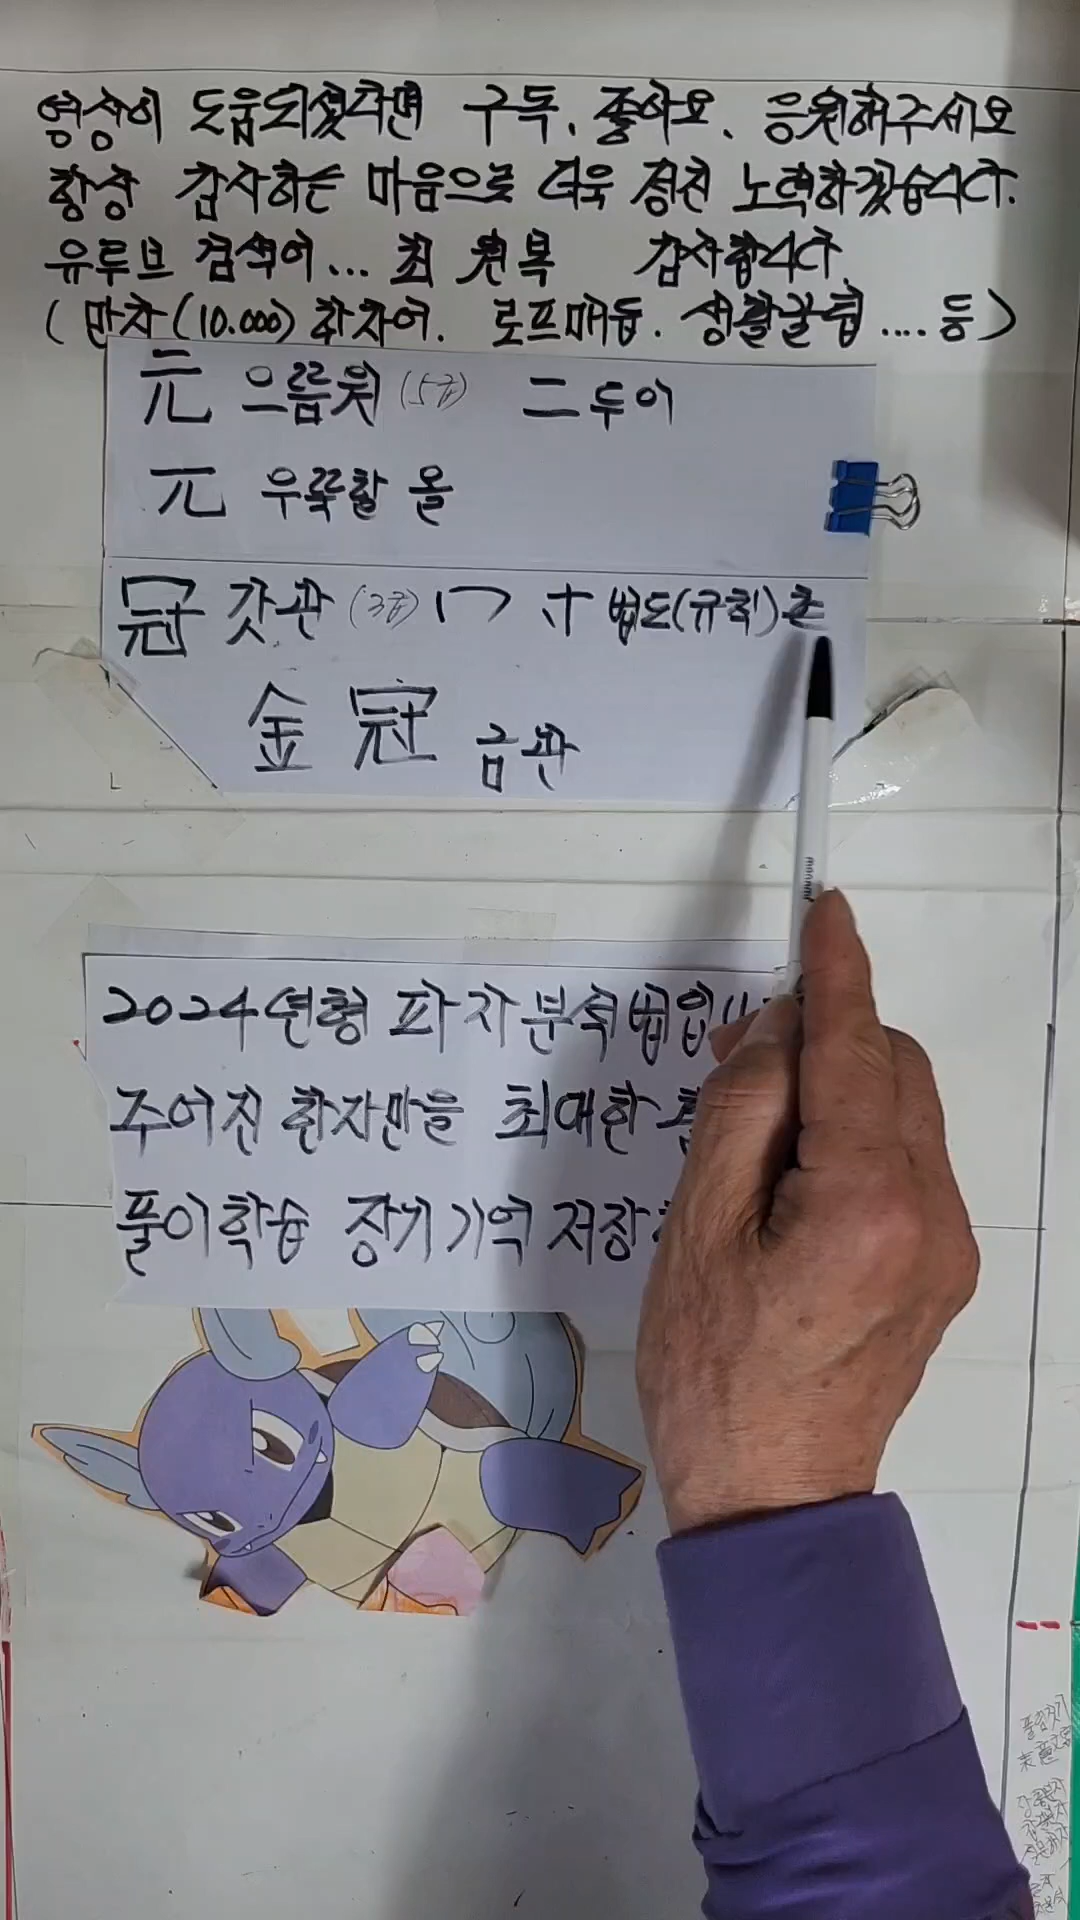 영상이 도움되셨다면 구독, 좋아요, 응원해주세요
항상 감사하는 마음으로 더욱 정진 노력하겠습니다.
유루브 검색어... 최 원복 감사합니다.
(만자(10.000) 한자어. 로프매듭. 생활꿀팁 .... 등)
元 으뜸원 (5급) 二 두이
兀 우뚝할 올
冠 갓관 (3급) 冖 寸 법도(규칙)촌
金 冠 금관
2024년형 파자분석법입니
주어진 한자만을 최대한
풀이학습 장기기억 저장
monami